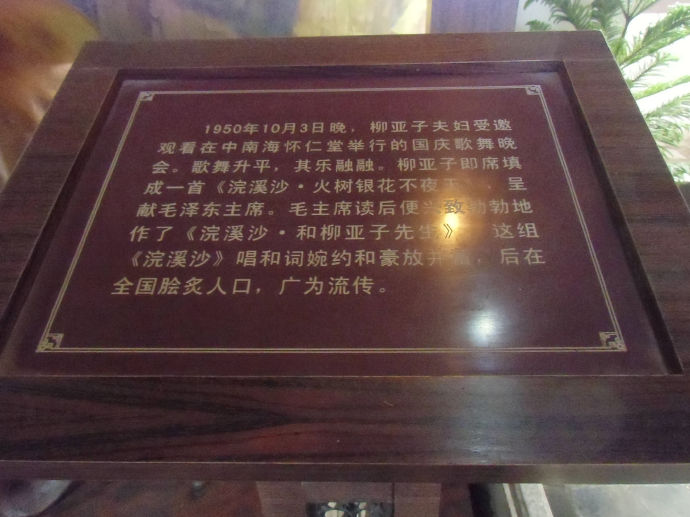 1950年10月3日晚，柳亚子夫妇受邀
观看在中南海怀仁堂举行的国庆歌舞晚
会。歌舞升平，其乐融融。柳亚子即席填
成一首《浣溪沙·火树银花不夜天》，呈
献毛泽东主席。毛主席读后便兴致勃勃地
作了《浣溪沙·和柳亚子先生》，这组
《浣溪沙》唱和词婉约和豪放并蓄，后在
全国脍炙人口，广为流传。